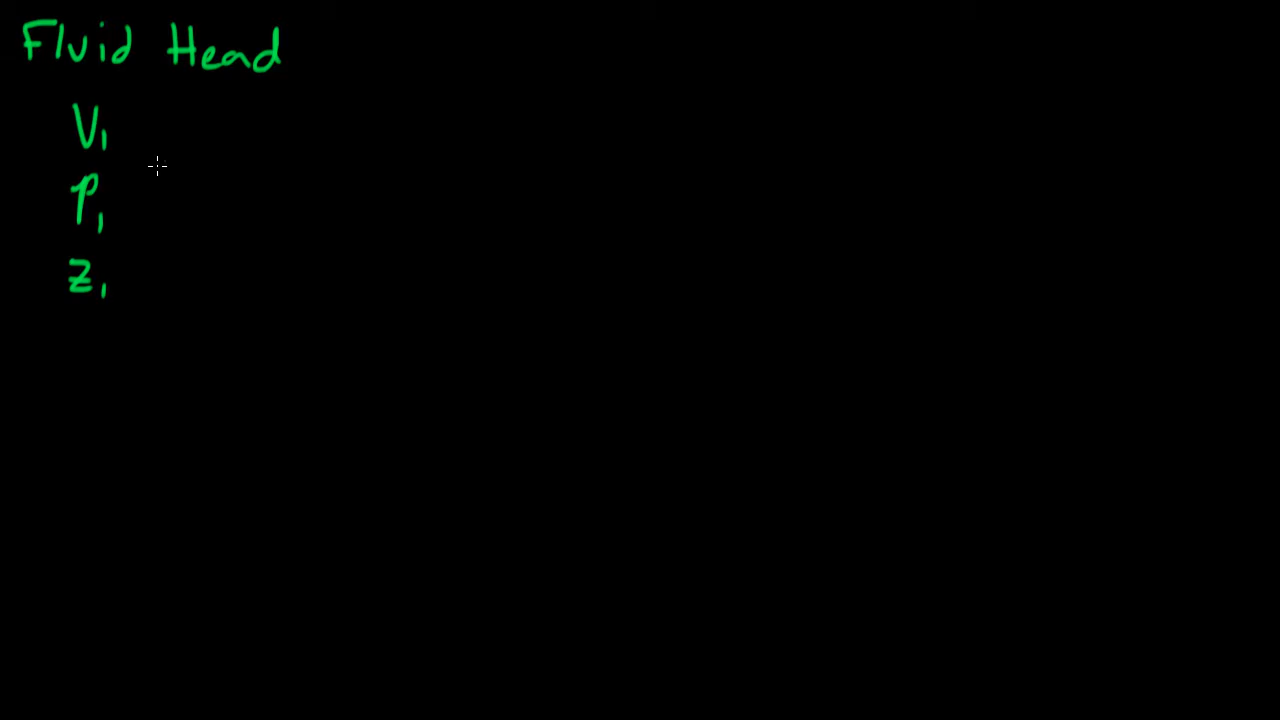 Fluid Head
V₁
P₁
z₁